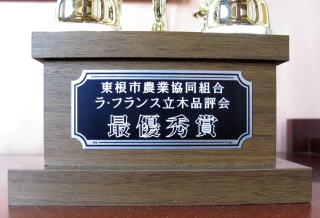 東根市農業協同組合
ラ・フランス立木品評会
最優秀賞